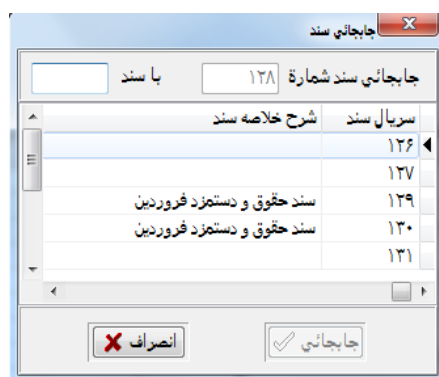 جابجائي سند
جابجائي سند شمارة ۱۲۸ با سند
سريال سند شرح خلاصه سند
۱۲۶
۱۲۷
۱۲۹ سند حقوق و دستمزد فروردين
۱۳۰ سند حقوق و دستمزد فروردين
۱۳۱
جابجائي انصراف